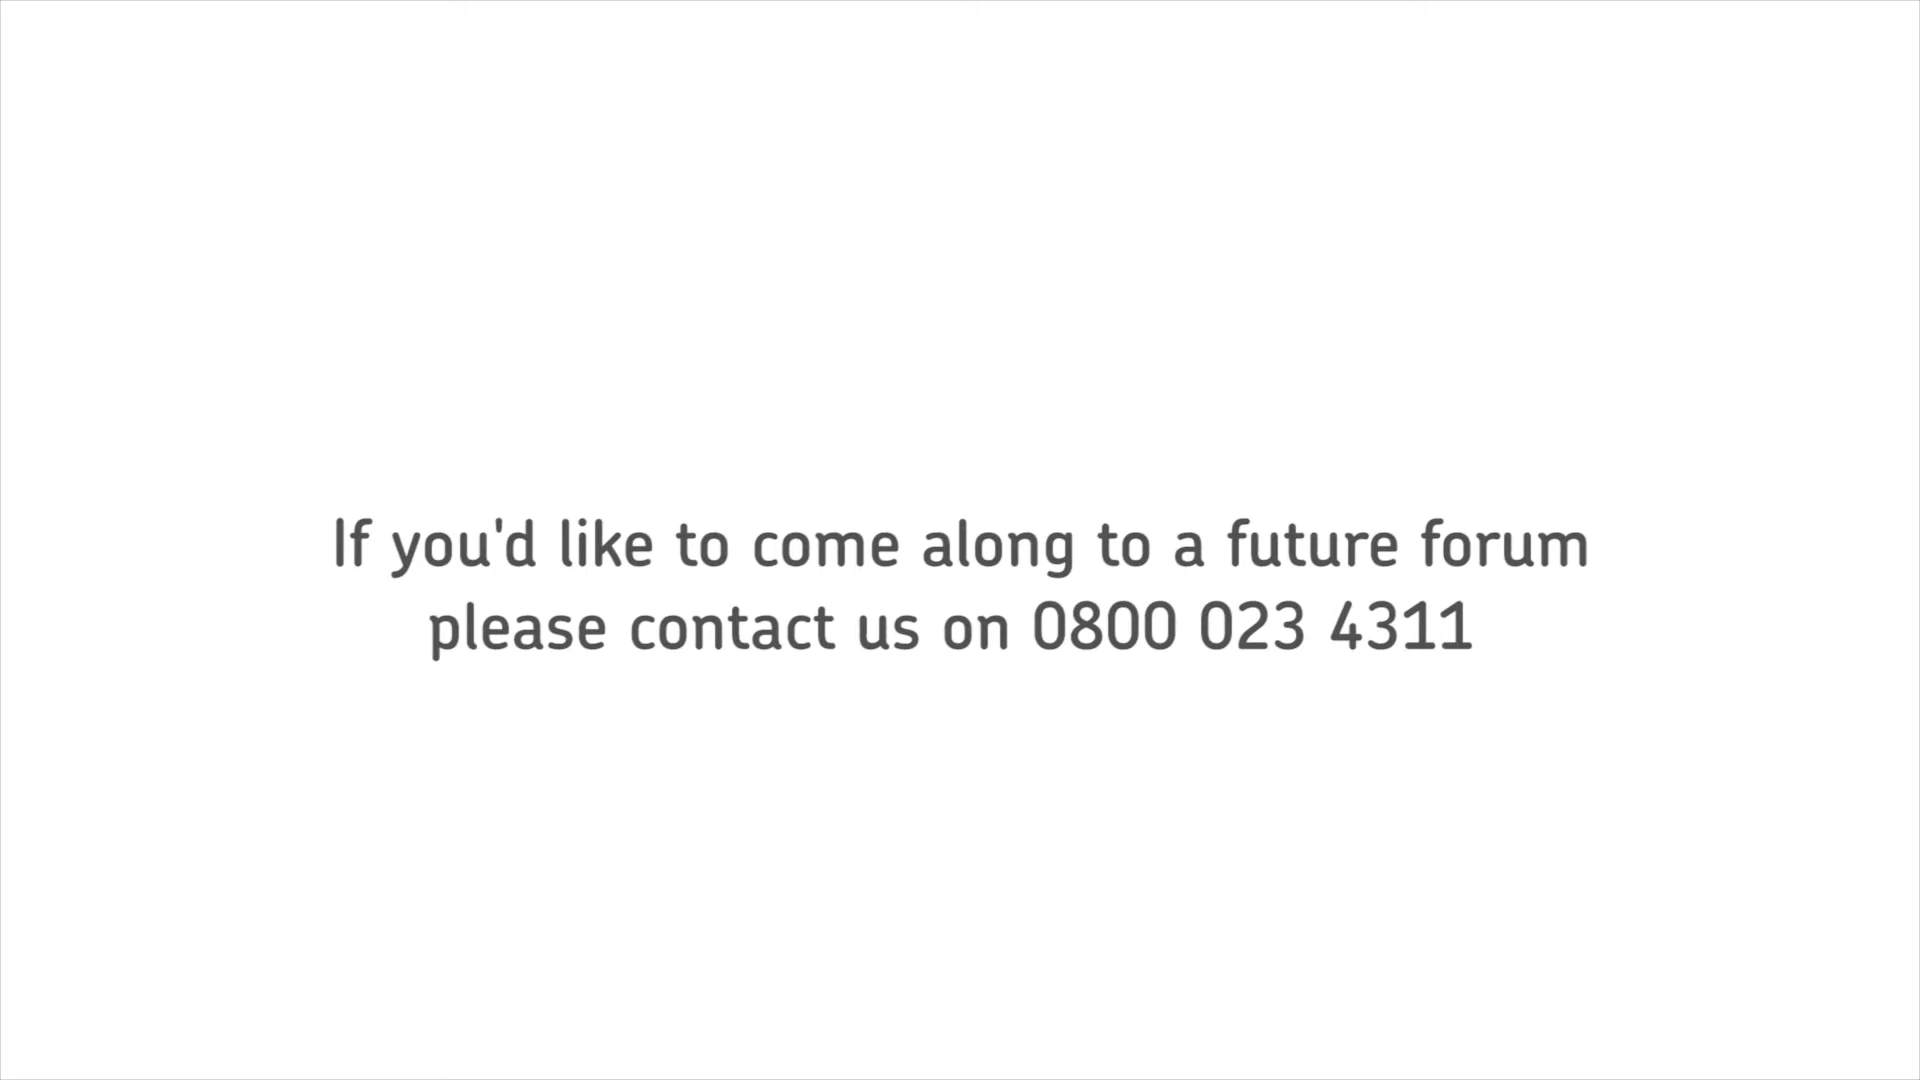 If you'd like to come along to a future forum
please contact us on 0800 023 4311